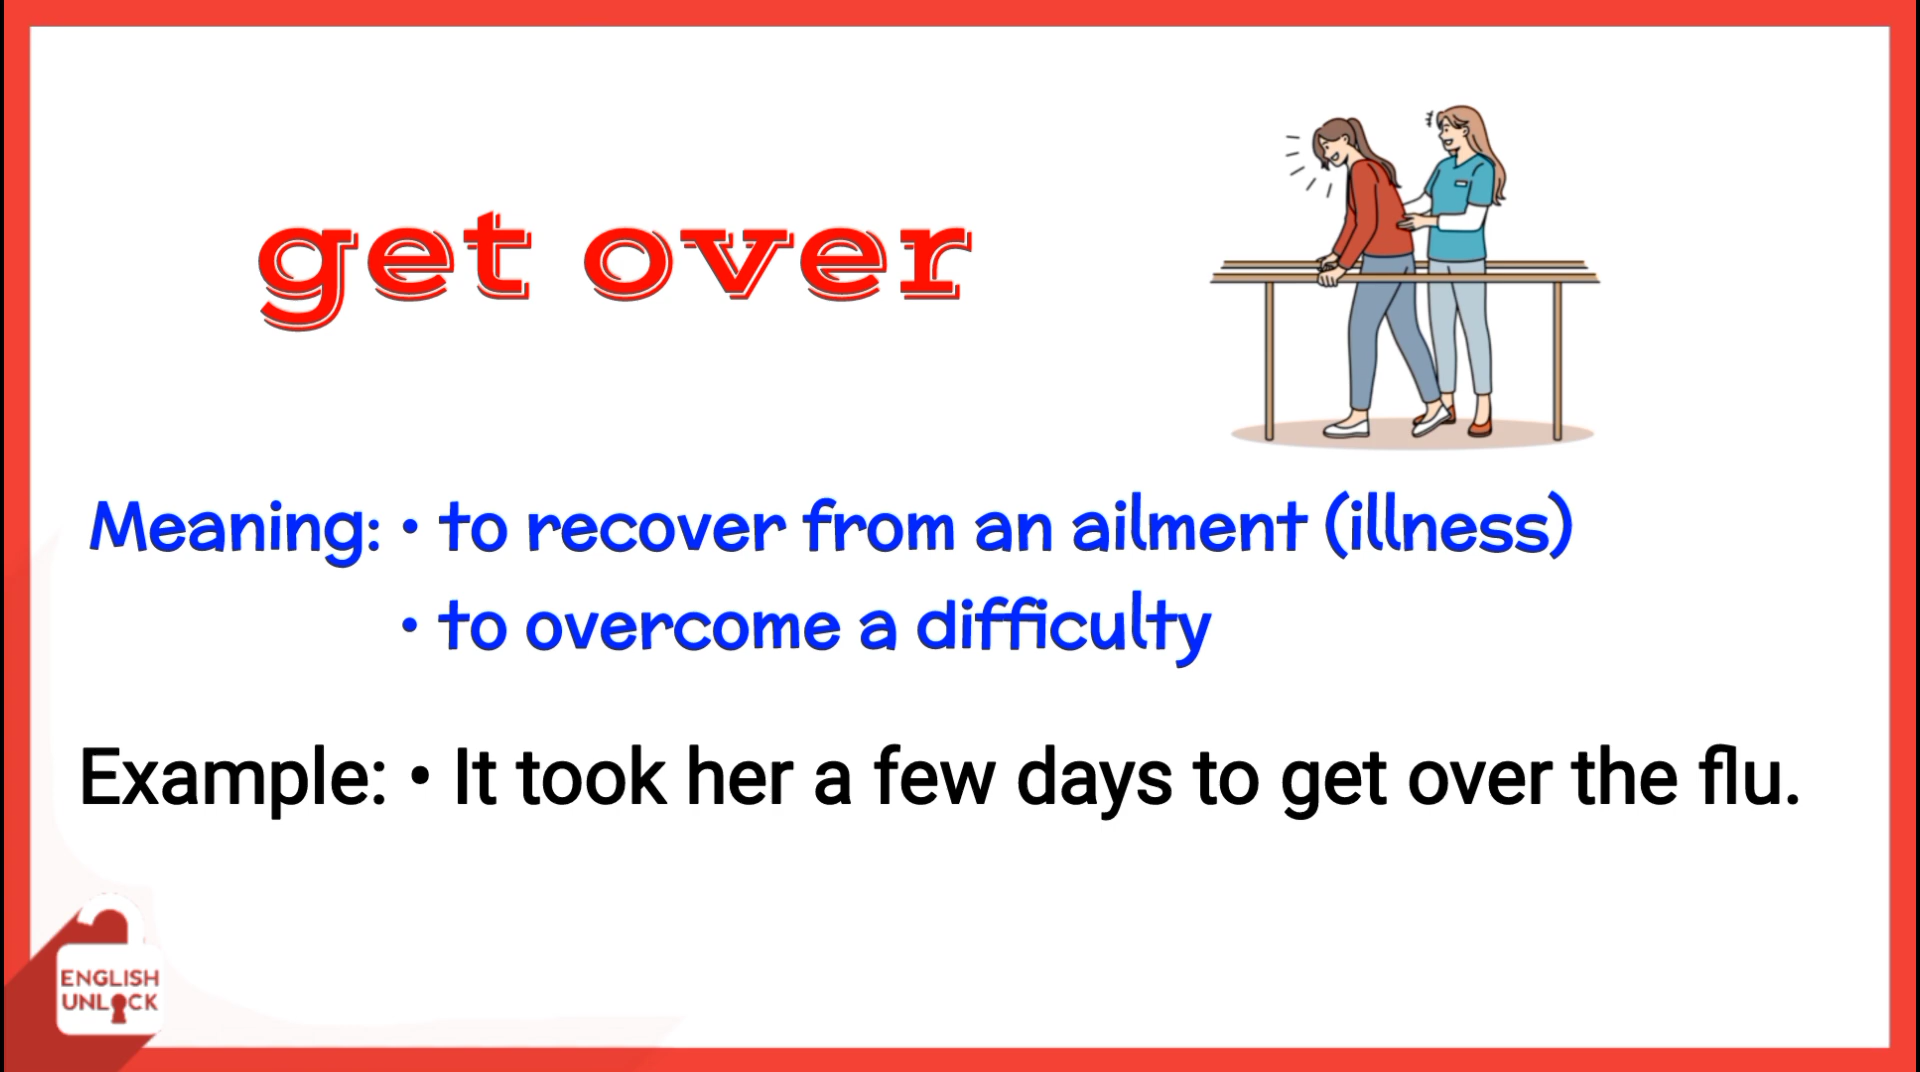 get over
Meaning: • to recover from an ailment (illness)
• to overcome a difficulty
Example: • It took her a few days to get over the flu.
ENGLISH
UNLOCK